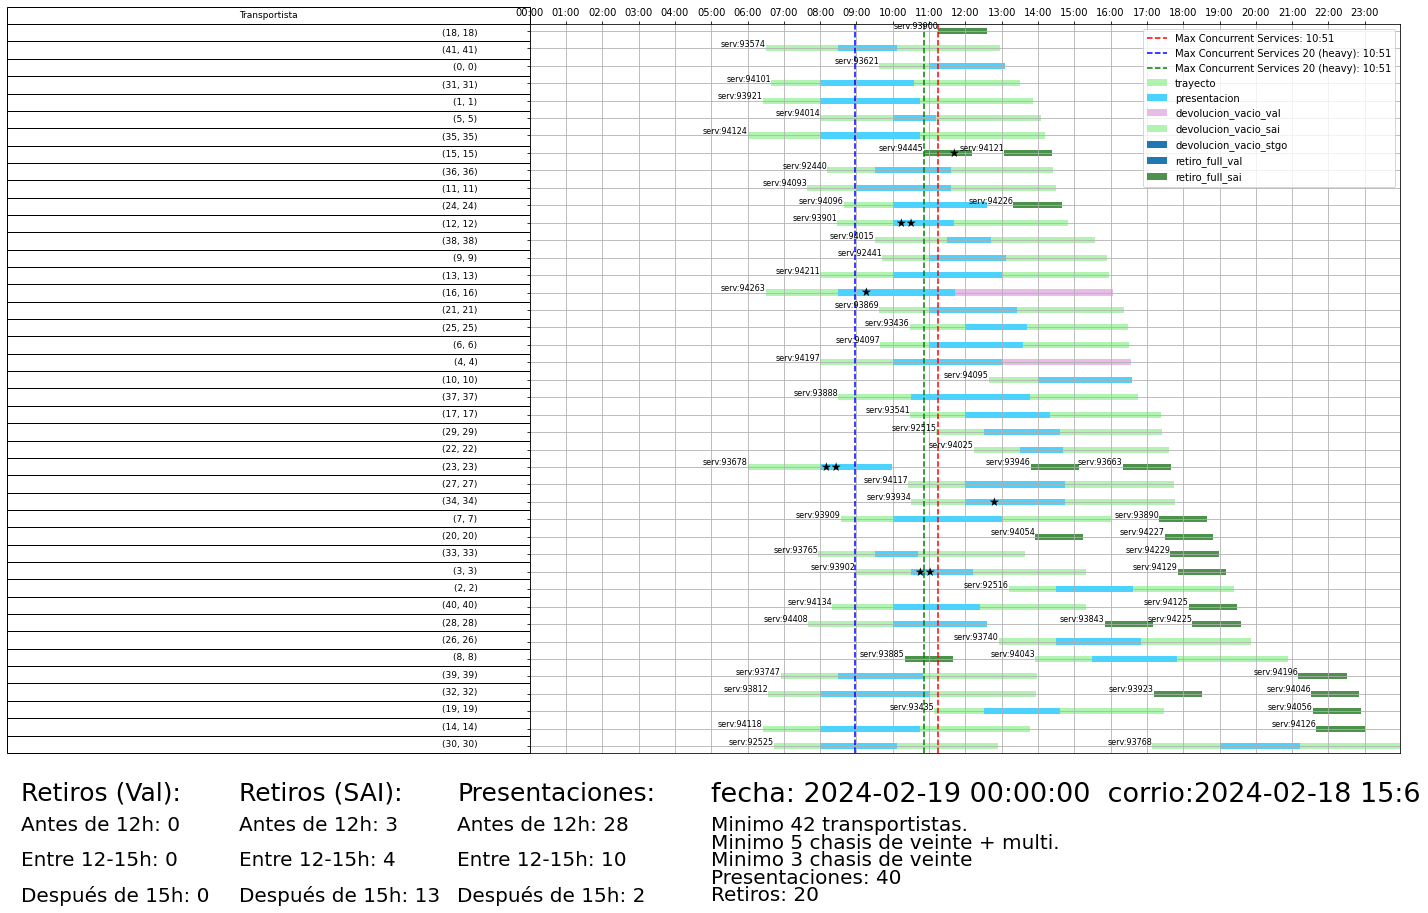 Transportista
00:00 01:00 02:00 03:00 04:00 05:00 06:00 07:00 08:00 09:00 10:00 11:00 12:00 13:00 14:00 15:00 16:00 17:00 18:00 19:00 20:00 21:00 22:00 23:00
(18, 18) serv:93900
(41, 41) serv:93574
(0, 0) serv:93621
(31, 31) serv:94101
(1, 1) serv:93921
(5, 5) serv:94014
(35, 35) serv:94124
(15, 15) serv:94445 serv:94121
(36, 36) serv:92440
(11, 11) serv:94093
(24, 24) serv:94096 serv:94226
(12, 12) serv:93901
(38, 38) serv:94015
(9, 9) serv:92441
(13, 13) serv:94211
(16, 16) serv:94263
(21, 21) serv:93869
(25, 25) serv:93436
(6, 6) serv:94097
(4, 4) serv:94197
(10, 10) serv:94095
(37, 37) serv:93888
(17, 17) serv:93541
(29, 29) serv:92515
(22, 22) serv:94025
(23, 23) serv:93678 serv:93946 serv:93663
(27, 27) serv:94117
(34, 34) serv:93934
(7, 7) serv:93909 serv:93890
(20, 20) serv:94054 serv:94227
(33, 33) serv:93765 serv:94229
(3, 3) serv:93902 serv:94129
(2, 2) serv:92516
(40, 40) serv:94134 serv:94125
(28, 28) serv:94408 serv:93843 serv:94225
(26, 26) serv:93740
(8, 8) serv:93885 serv:94043
(39, 39) serv:93747 serv:94196
(32, 32) serv:93812 serv:93923 serv:94046
(19, 19) serv:93435 serv:94056
(14, 14) serv:94118 serv:94126
(30, 30) serv:92525 serv:93768
Max Concurrent Services: 10:51
Max Concurrent Services 20 (heavy): 10:51
Max Concurrent Services 20 (heavy): 10:51
trayecto
presentacion
devolucion_vacio_val
devolucion_vacio_sai
devolucion_vacio_stgo
retiro_full_val
retiro_full_sai
Retiros (Val):
Antes de 12h: 0
Entre 12-15h: 0
Después de 15h: 0
Retiros (SAI):
Antes de 12h: 3
Entre 12-15h: 4
Después de 15h: 13
Presentaciones:
Antes de 12h: 28
Entre 12-15h: 10
Después de 15h: 2
fecha: 2024-02-19 00:00:00 corrio:2024-02-18 15:6
Minimo 42 transportistas.
Minimo 5 chasis de veinte + multi.
Minimo 3 chasis de veinte
Presentaciones: 40
Retiros: 20